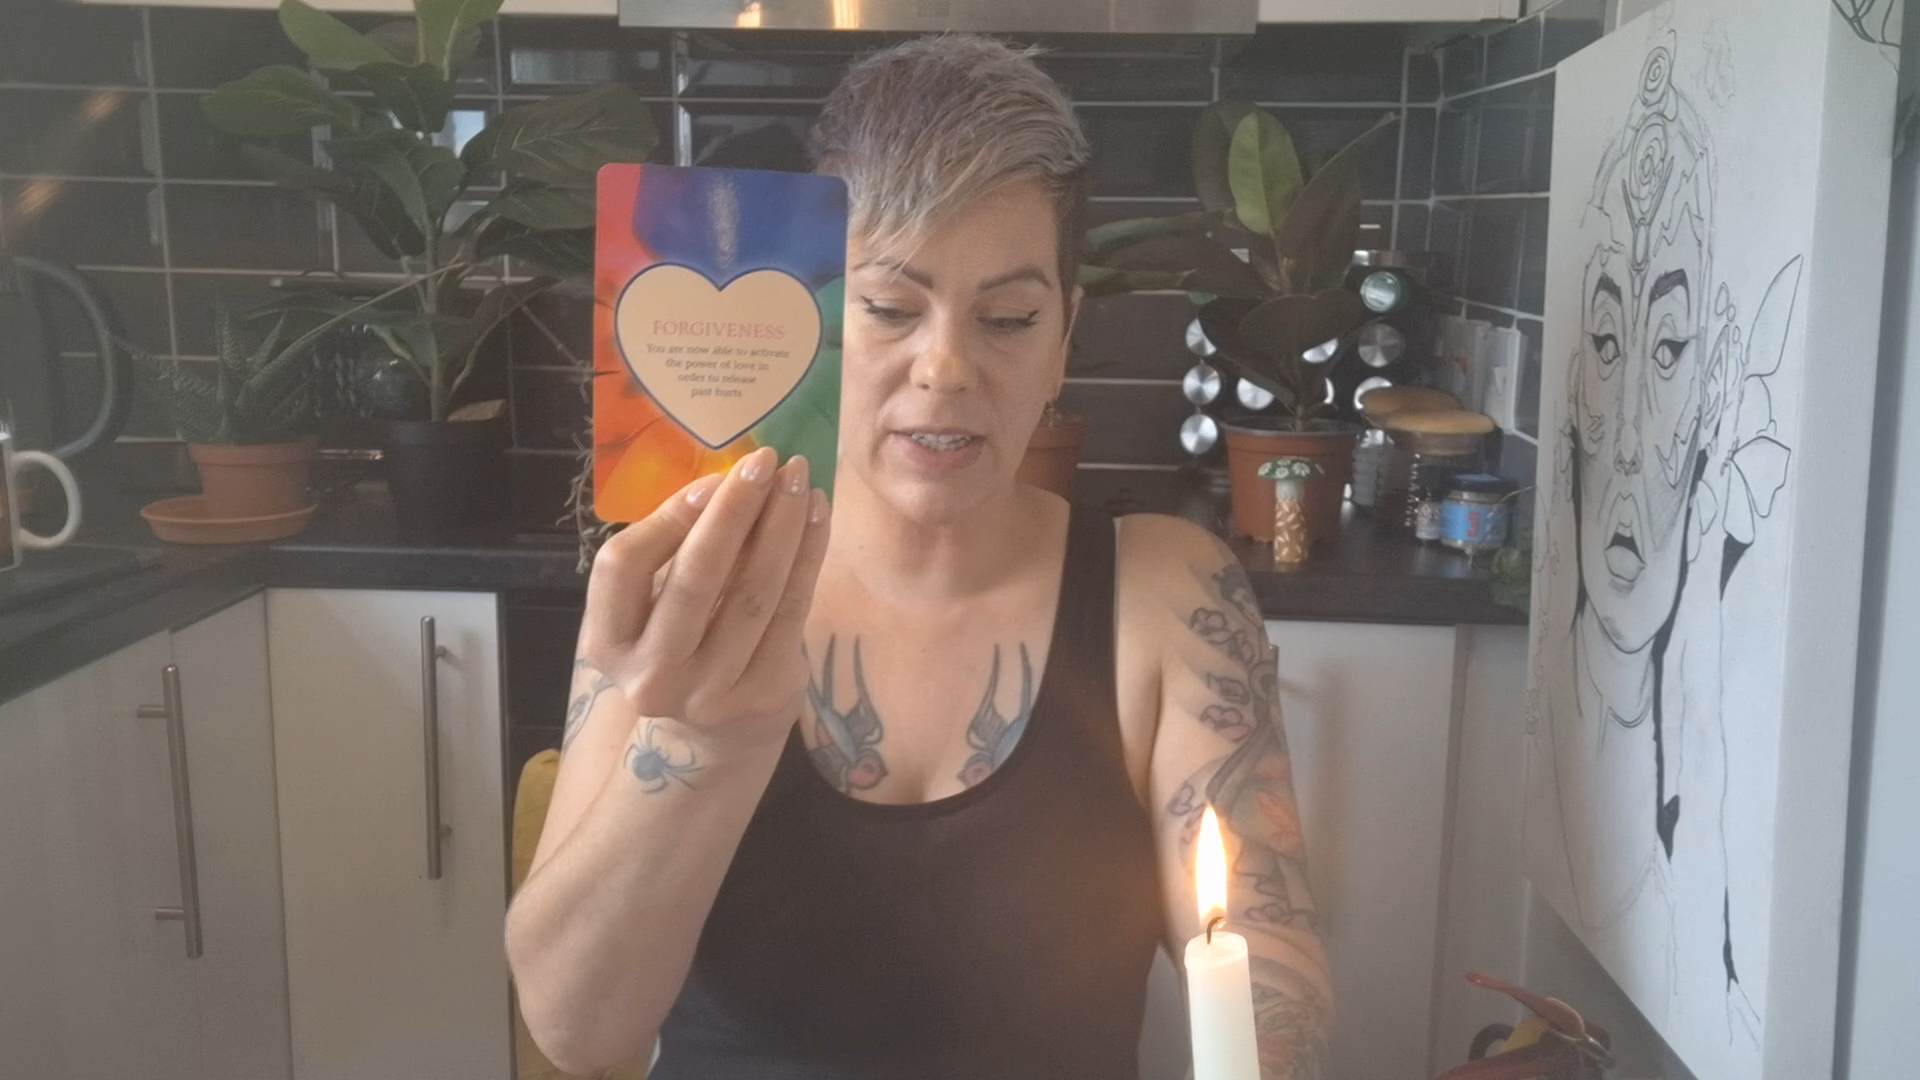 FORGIVENESS
You are now able to activate
the power of love in
order to release
past hurts